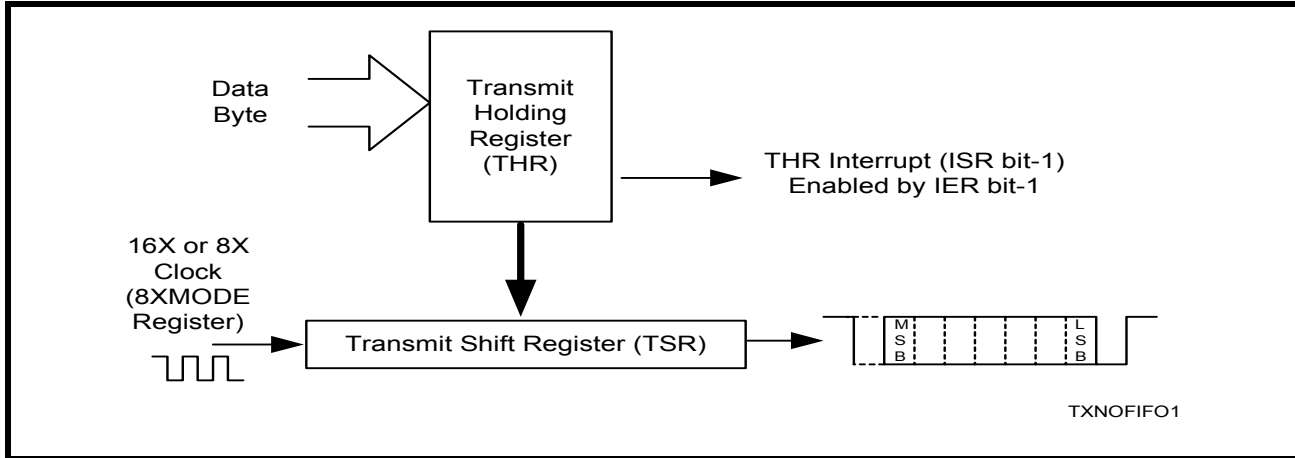 Data
Byte
Transmit
Holding
Register
(THR)
THR Interrupt (ISR bit-1)
Enabled by IER bit-1
16X or 8X
Clock
(8XMODE
Register)
Transmit Shift Register (TSR)
M
S
B
L
S
B
TXNOFIFO1